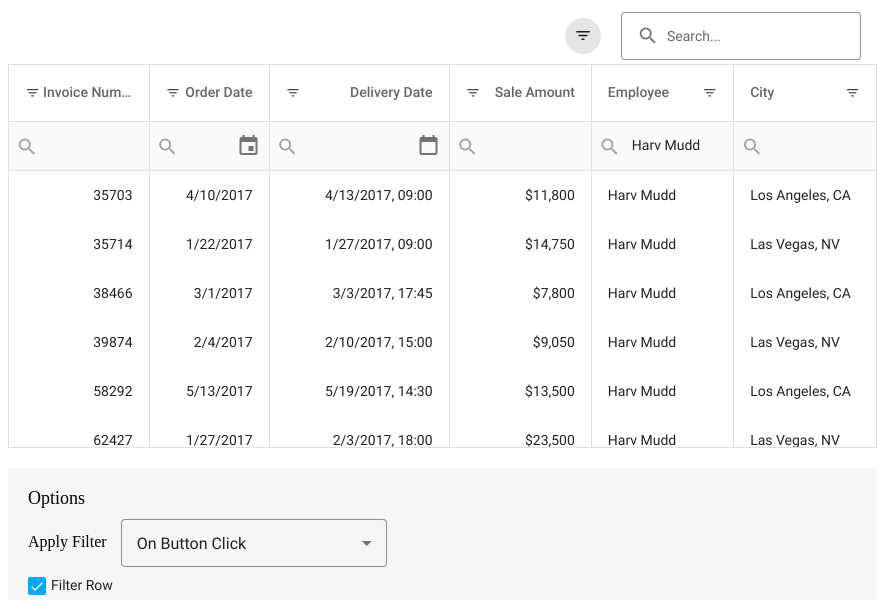 Search...
Invoice Num... Order Date Delivery Date Sale Amount Employee City
Harv Mudd
35703 4/10/2017 4/13/2017, 09:00 $11,800 Harv Mudd Los Angeles, CA
35714 1/22/2017 1/27/2017, 09:00 $14,750 Harv Mudd Las Vegas, NV
38466 3/1/2017 3/3/2017, 17:45 $7,800 Harv Mudd Los Angeles, CA
39874 2/4/2017 2/10/2017, 15:00 $9,050 Harv Mudd Las Vegas, NV
58292 5/13/2017 5/19/2017, 14:30 $13,500 Harv Mudd Los Angeles, CA
62427 1/27/2017 2/3/2017, 18:00 $23,500 Harv Mudd Las Vegas, NV
Options
Apply Filter On Button Click
Filter Row